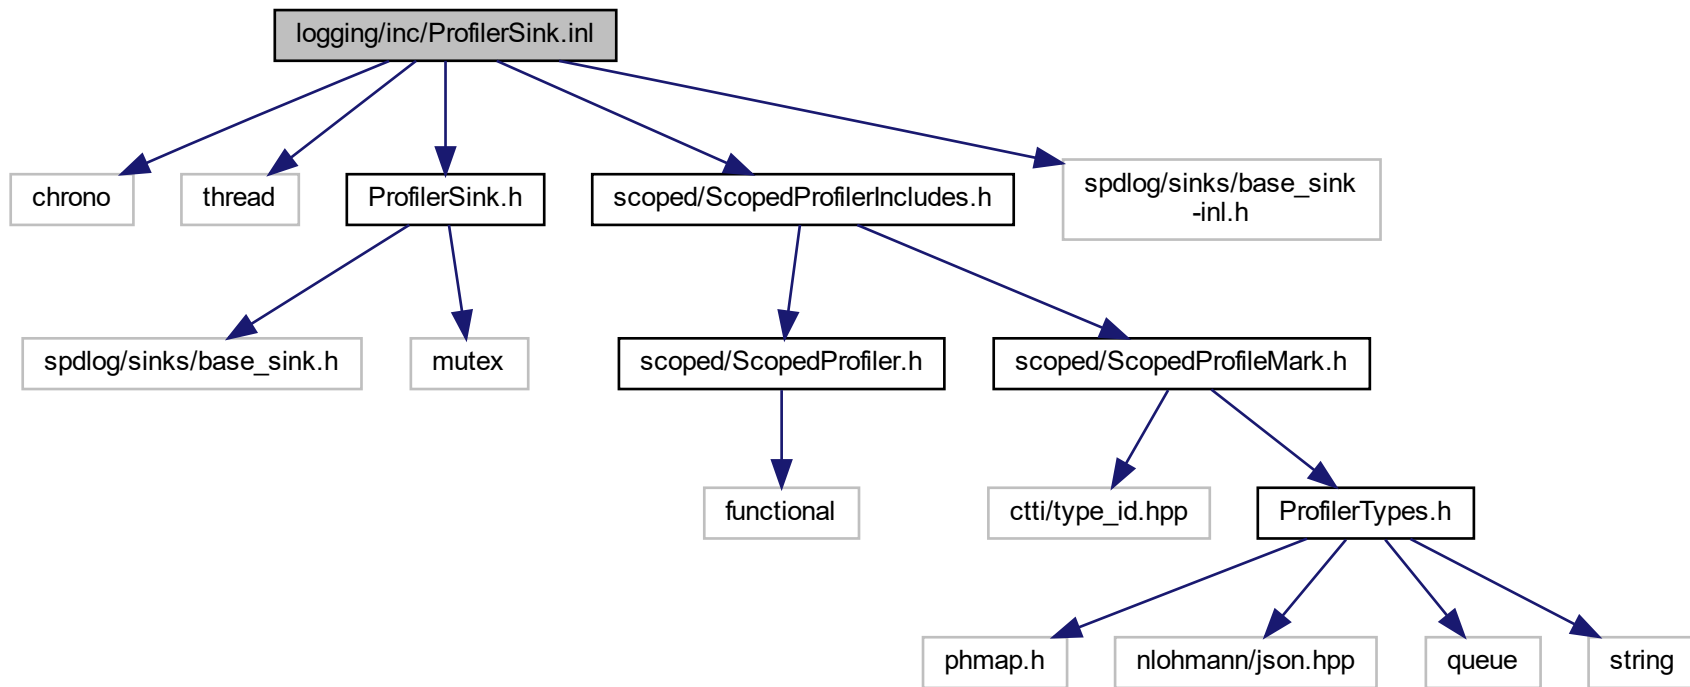 logging/inc/ProfilerSink.inl
chrono
thread
ProfilerSink.h
scoped/ScopedProfilerIncludes.h
spdlog/sinks/base_sink
-inl.h
spdlog/sinks/base_sink.h
mutex
scoped/ScopedProfiler.h
scoped/ScopedProfileMark.h
functional
ctti/type_id.hpp
ProfilerTypes.h
phmap.h
nlohmann/json.hpp
queue
string